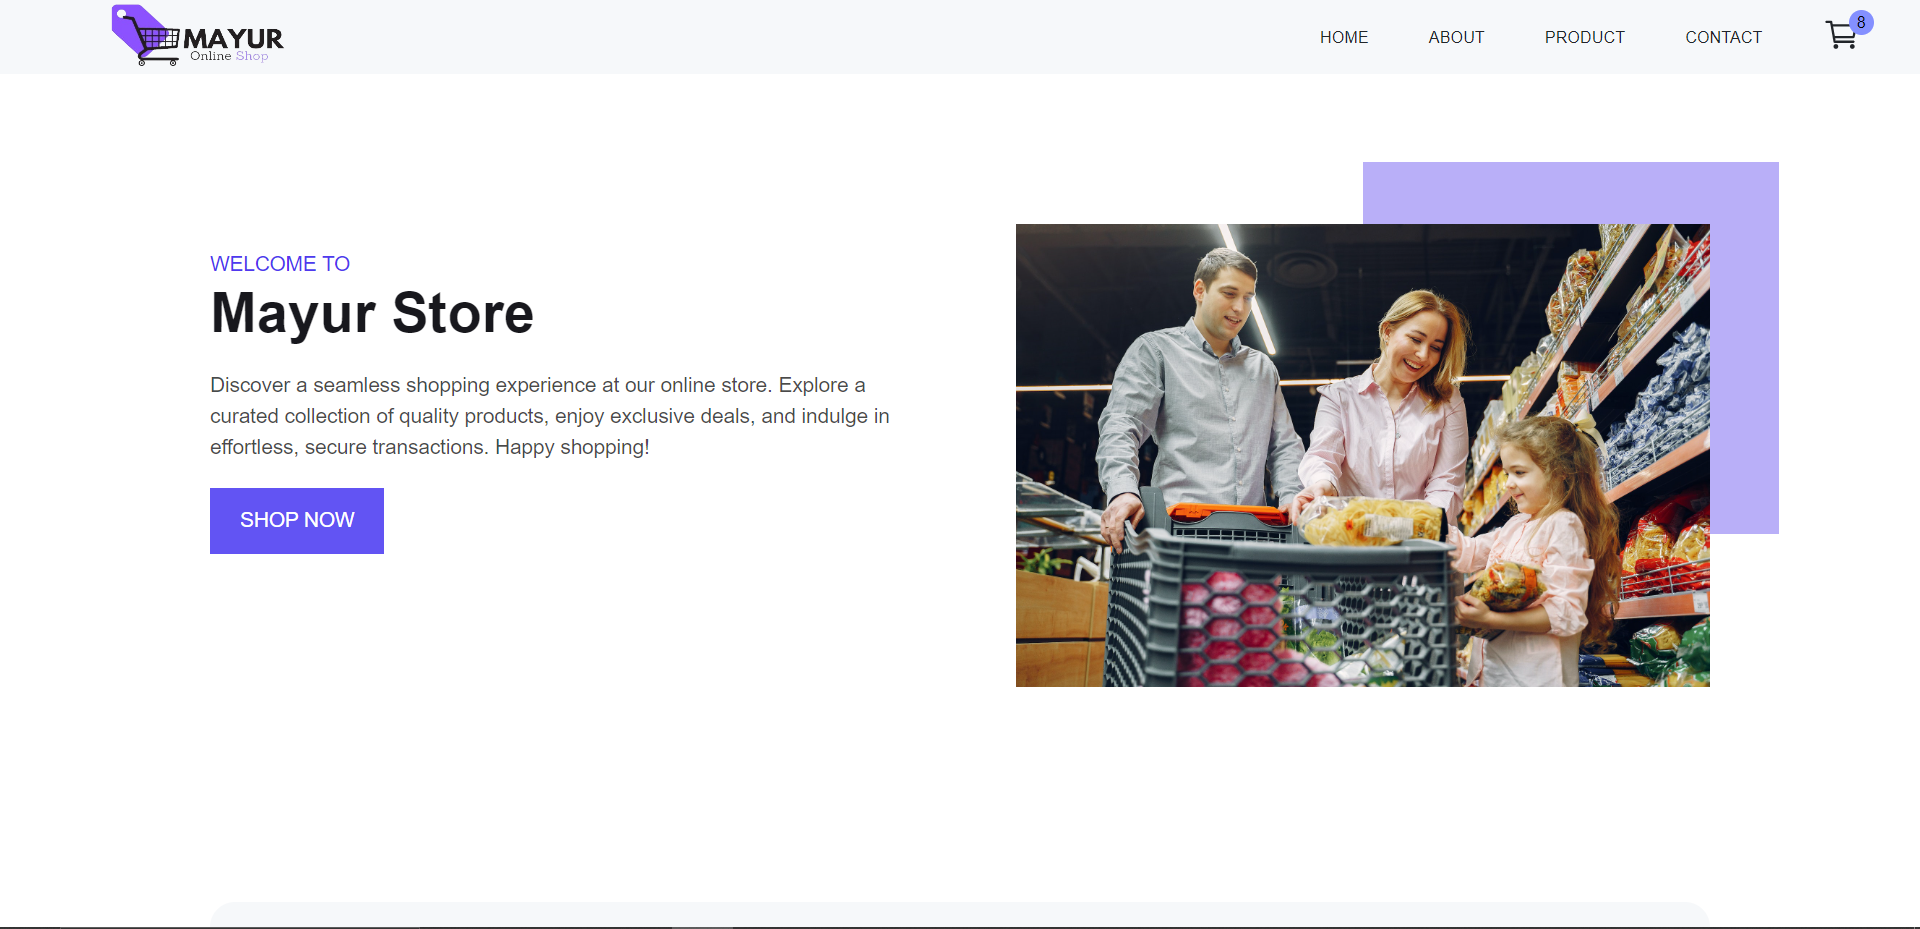 MAYUR
Online Shop
HOME
ABOUT
PRODUCT
CONTACT
8
WELCOME TO
Mayur Store
Discover a seamless shopping experience at our online store. Explore a
curated collection of quality products, enjoy exclusive deals, and indulge in
effortless, secure transactions. Happy shopping!
SHOP NOW